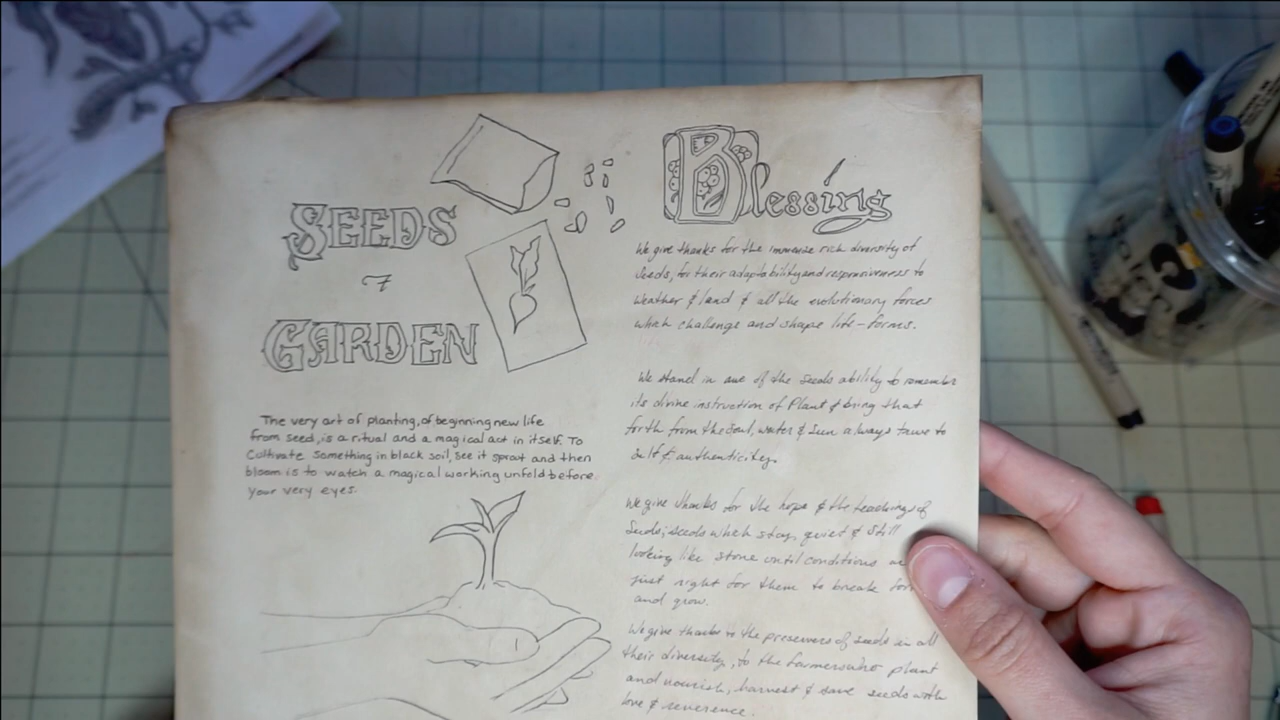 SEEDS
&
GARDEN
The very art of planting, of beginning new life
from seed, is a ritual and a magical act in itself. To
Cultivate something in black soil, see it sprout and then
bloom is to watch a magical working unfold before
your very eyes.
Blessing
We give thanks for the immense rich diversity of
Seeds, for their adaptability and responsiveness to
Weather & land & all the evolutionary forces
which challenge and shape life-forms.
We stand in awe of the Seeds ability to remember
its divine instruction of Plant & bring that
forth from the Soul, water & Sun always true to
Self & authenticity.
We give thanks for the hope & the teachings of
Seeds; seeds which stay quiet & still
looking like stone until conditions
just right for them to break
and grow.
We give thanks to the preservers of seeds in all
their diversity, to the farmers who plant
and nourish, harvest & save seeds with
love & reverence.